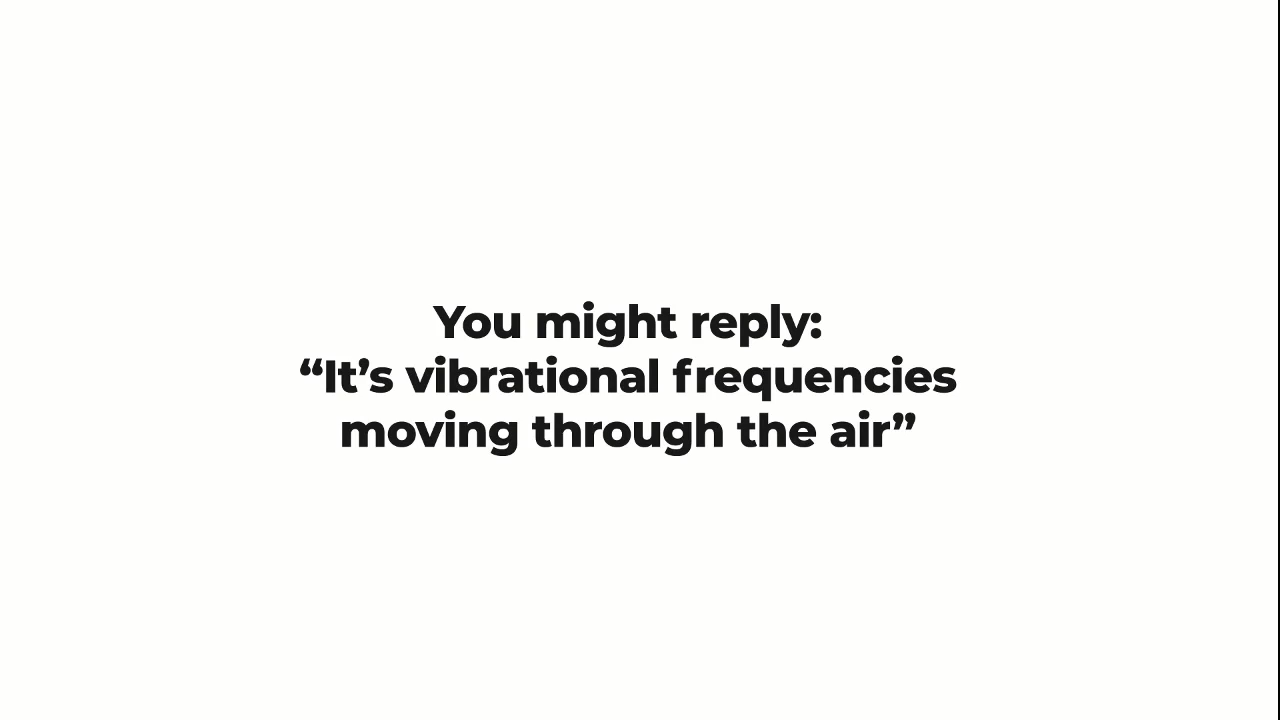 You might reply:
“It’s vibrational frequencies
moving through the air”